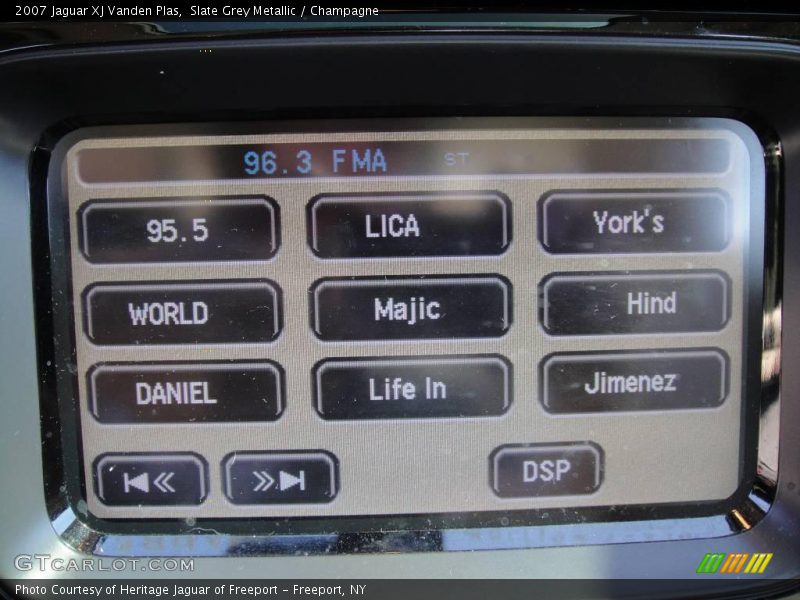 2007 Jaguar XJ Vanden Plas,  Slate Grey Metallic / Champagne
96.3 FMA ST
95.5 LICA York's
WORLD Majic Hind
DANIEL Life In Jimenez
DSP
GTCARLOT.COM
Photo Courtesy of Heritage Jaguar of Freeport – Freeport, NY